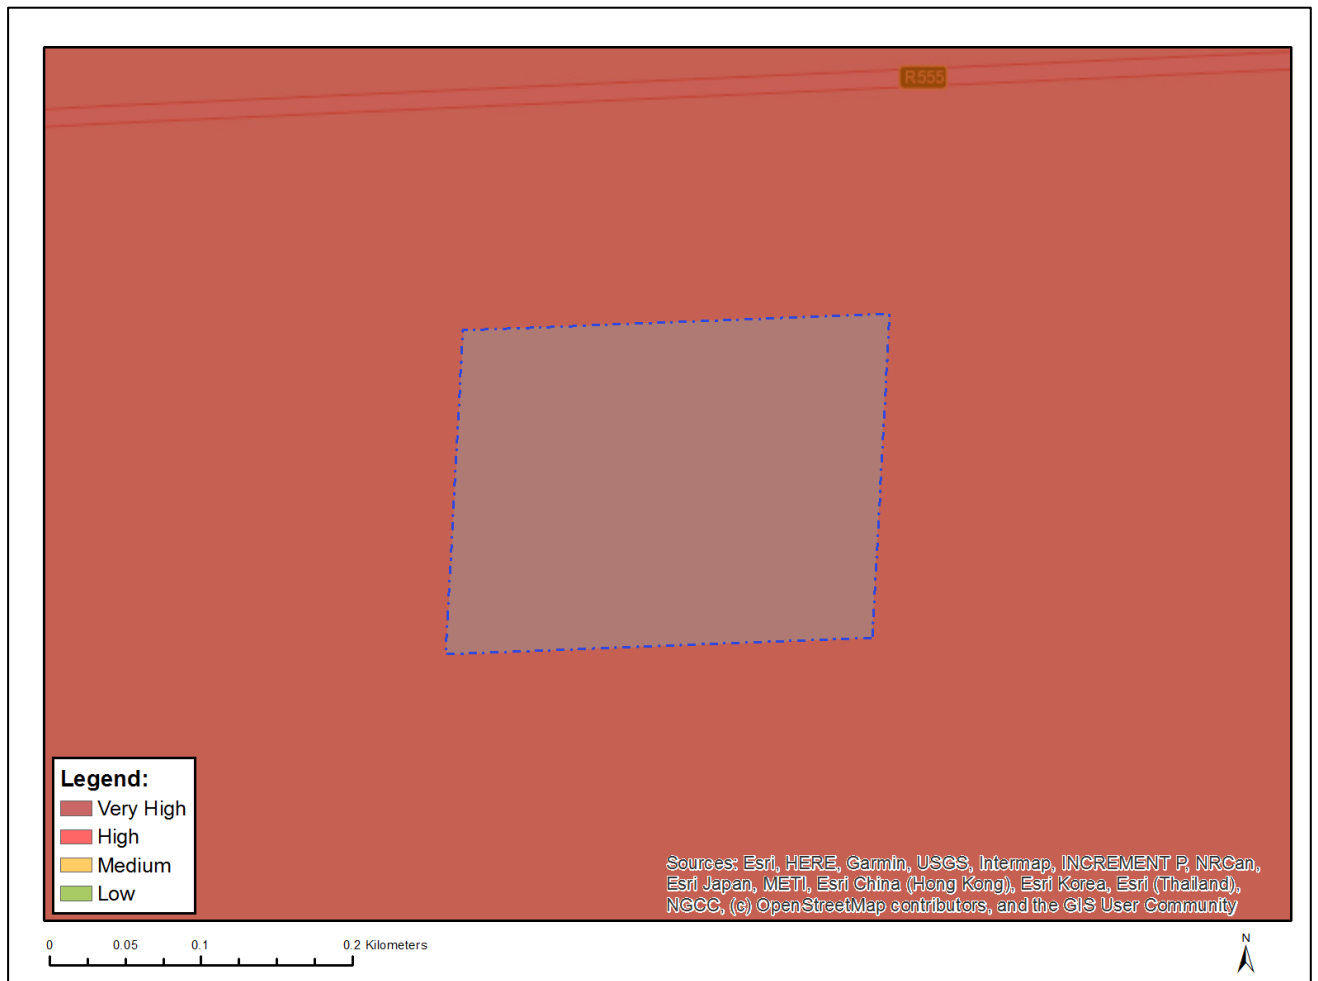 R555
Legend:
Very High
High
Medium
Low
Sources: Esri, HERE, Garmin, USGS, Intermap, INCREMENT P, NRCan,
Esri Japan, METI, Esri China (Hong Kong), Esri Korea, Esri (Thailand),
NGCC, (c) OpenStreetMap contributors, and the GIS User Community
0 0.05 0.1 0.2 Kilometers
N